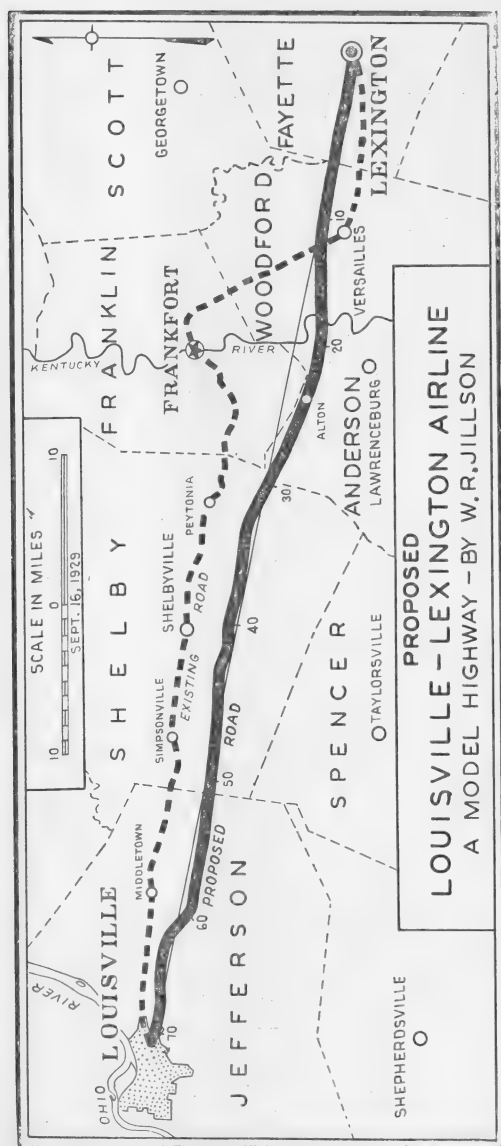 SCALE IN MILES
10 0 10
SEPT. 16, 1929
OHIO
RIVER
LOUISVILLE
MIDDLETOWN
SIMPSONVILLE
EXISTING
SHELBYVILLE
ROAD
PEYTONIA
SHELBY
FRANKLIN
SCOTT
GEORGETOWN
KENTUCKY
RIVER
FRANKFORT
WOODFORD
FAYETTE
LEXINGTON
VERSAILLES
70
60
PROPOSED
50
ROAD
40
30
20
10
ALTON
JEFFERSON
SPENCER
TAYLORSVILLE
ANDERSON
LAWRENCEBURG
SHEPHERDSVILLE
PROPOSED
LOUISVILLE-LEXINGTON AIRLINE
A MODEL HIGHWAY-BY W.R.JILLSON